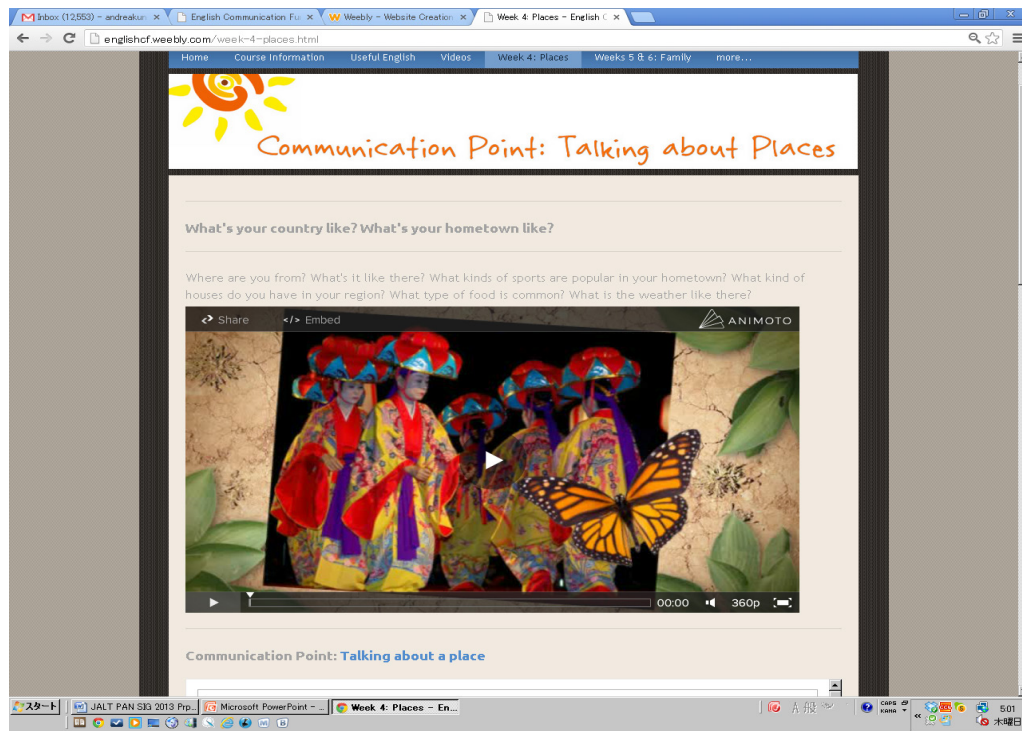 Inbox (12,553) - andreakur
English Communication Fu
Weebly - Website Creation
Week 4: Places - English C
englishcf.weebly.com/week-4-places.html
Home Course Information Useful English Videos Week 4: Places Weeks 5 & 6: Family more...
Communication Point: Talking about Places
What's your country like? What's your hometown like?
Where are you from? What's it like there? What kinds of sports are popular in your hometown? What kind of
houses do you have in your region? What type of food is common? What is the weather like there?
Share </> Embed ANIMOTO
00:00 360p
Communication Point: Talking about a place
スタート JALT PAN SIG 2013 Prp... Microsoft PowerPoint - ... Week 4: Places - En... A 般 CAPS KANA 5:01
木曜日